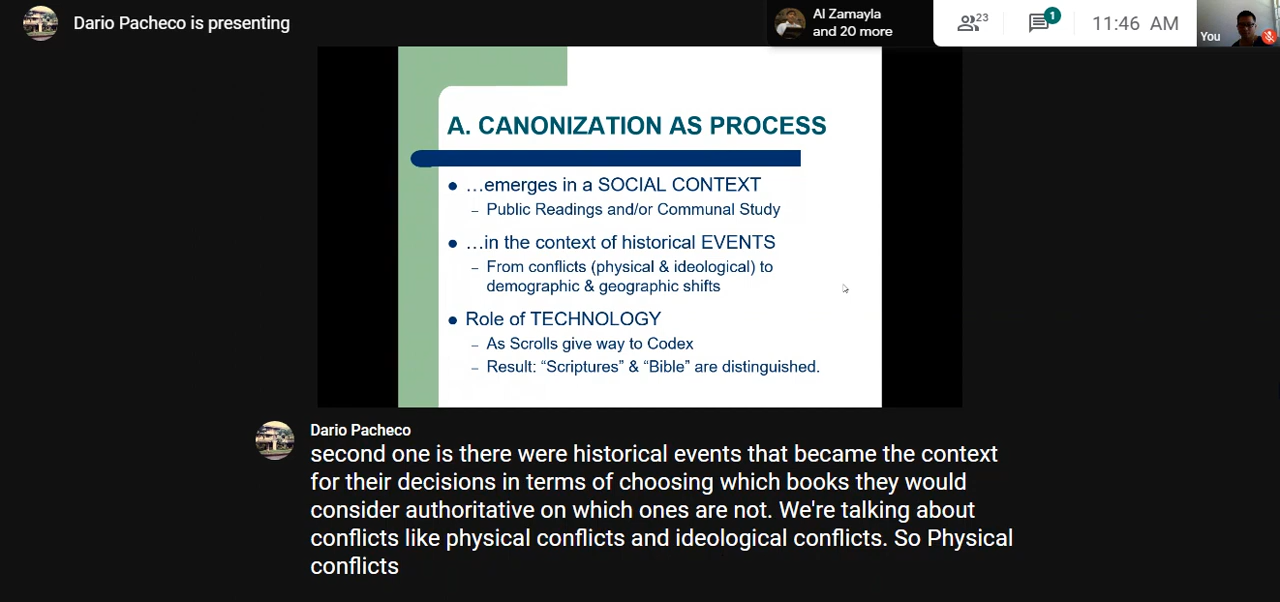 Dario Pacheco is presenting
Al Zamayla
and 20 more
23
1
11:46 AM
You
A. CANONIZATION AS PROCESS
● …emerges in a SOCIAL CONTEXT
– Public Readings and/or Communal Study
● …in the context of historical EVENTS
– From conflicts (physical & ideological) to
demographic & geographic shifts
● Role of TECHNOLOGY
– As Scrolls give way to Codex
– Result: “Scriptures” & “Bible” are distinguished.
Dario Pacheco
second one is there were historical events that became the context
for their decisions in terms of choosing which books they would
consider authoritative on which ones are not. We're talking about
conflicts like physical conflicts and ideological conflicts. So Physical
conflicts